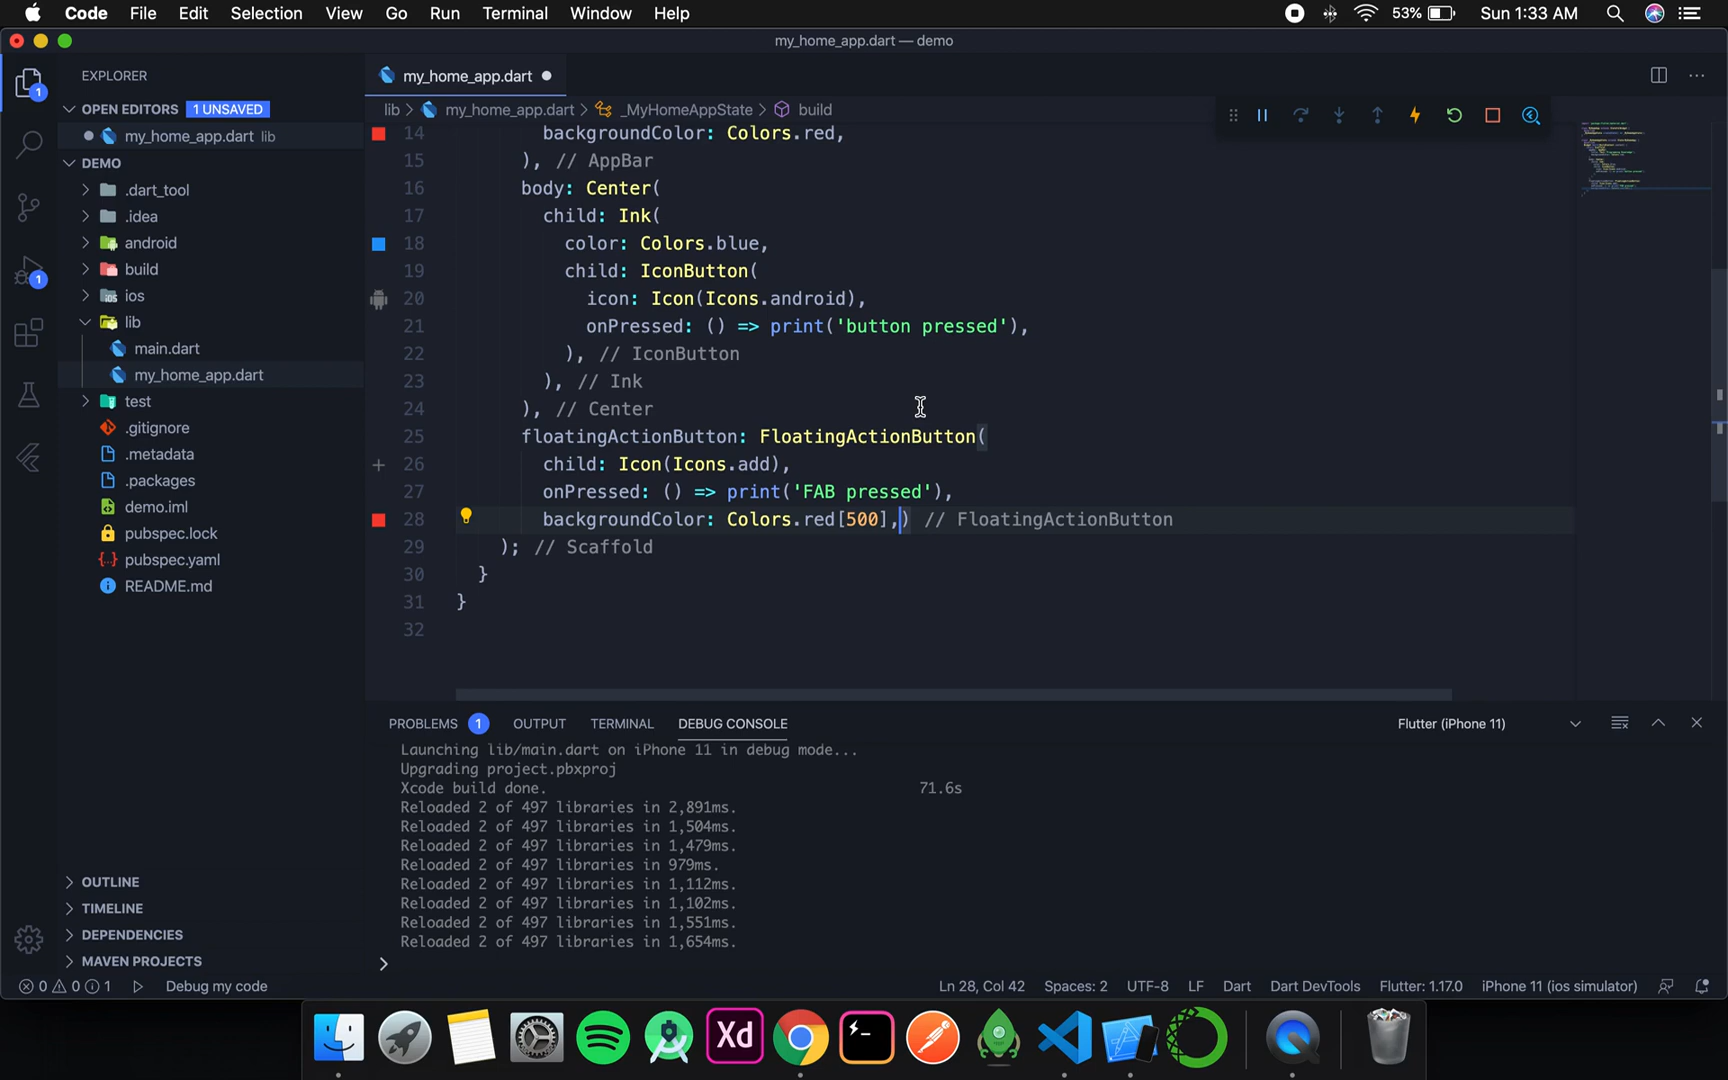 Code File Edit Selection View Go Run Terminal Window Help 53% Sun 1:33 AM
my_home_app.dart — demo
EXPLORER
OPEN EDITORS 1 UNSAVED
my_home_app.dart lib
DEMO
.dart_tool
.idea
android
build
ios
lib
main.dart
my_home_app.dart
test
.gitignore
.metadata
.packages
demo.iml
pubspec.lock
pubspec.yaml
README.md
OUTLINE
TIMELINE
DEPENDENCIES
MAVEN PROJECTS
1
1
my_home_app.dart
lib > my_home_app.dart > _MyHomeAppState > build
14 backgroundColor: Colors.red,
15 ), // AppBar
16 body: Center(
17 child: Ink(
18 color: Colors.blue,
19 child: IconButton(
20 icon: Icon(Icons.android),
21 onPressed: () => print('button pressed'),
22 ), // IconButton
23 ), // Ink
24 ), // Center
25 floatingActionButton: FloatingActionButton(
26 child: Icon(Icons.add),
27 onPressed: () => print('FAB pressed'),
28 backgroundColor: Colors.red[500],) // FloatingActionButton
29 ); // Scaffold
30 }
31 }
32
PROBLEMS 1 OUTPUT TERMINAL DEBUG CONSOLE Flutter (iPhone 11)
Launching lib/main.dart on iPhone 11 in debug mode...
Upgrading project.pbxproj
Xcode build done. 71.6s
Reloaded 2 of 497 libraries in 2,891ms.
Reloaded 2 of 497 libraries in 1,504ms.
Reloaded 2 of 497 libraries in 1,479ms.
Reloaded 2 of 497 libraries in 979ms.
Reloaded 2 of 497 libraries in 1,112ms.
Reloaded 2 of 497 libraries in 1,102ms.
Reloaded 2 of 497 libraries in 1,551ms.
Reloaded 2 of 497 libraries in 1,654ms.
>
0 0 1 Debug my code Ln 28, Col 42 Spaces: 2 UTF-8 LF Dart Dart DevTools Flutter: 1.17.0 iPhone 11 (ios simulator)
Xd